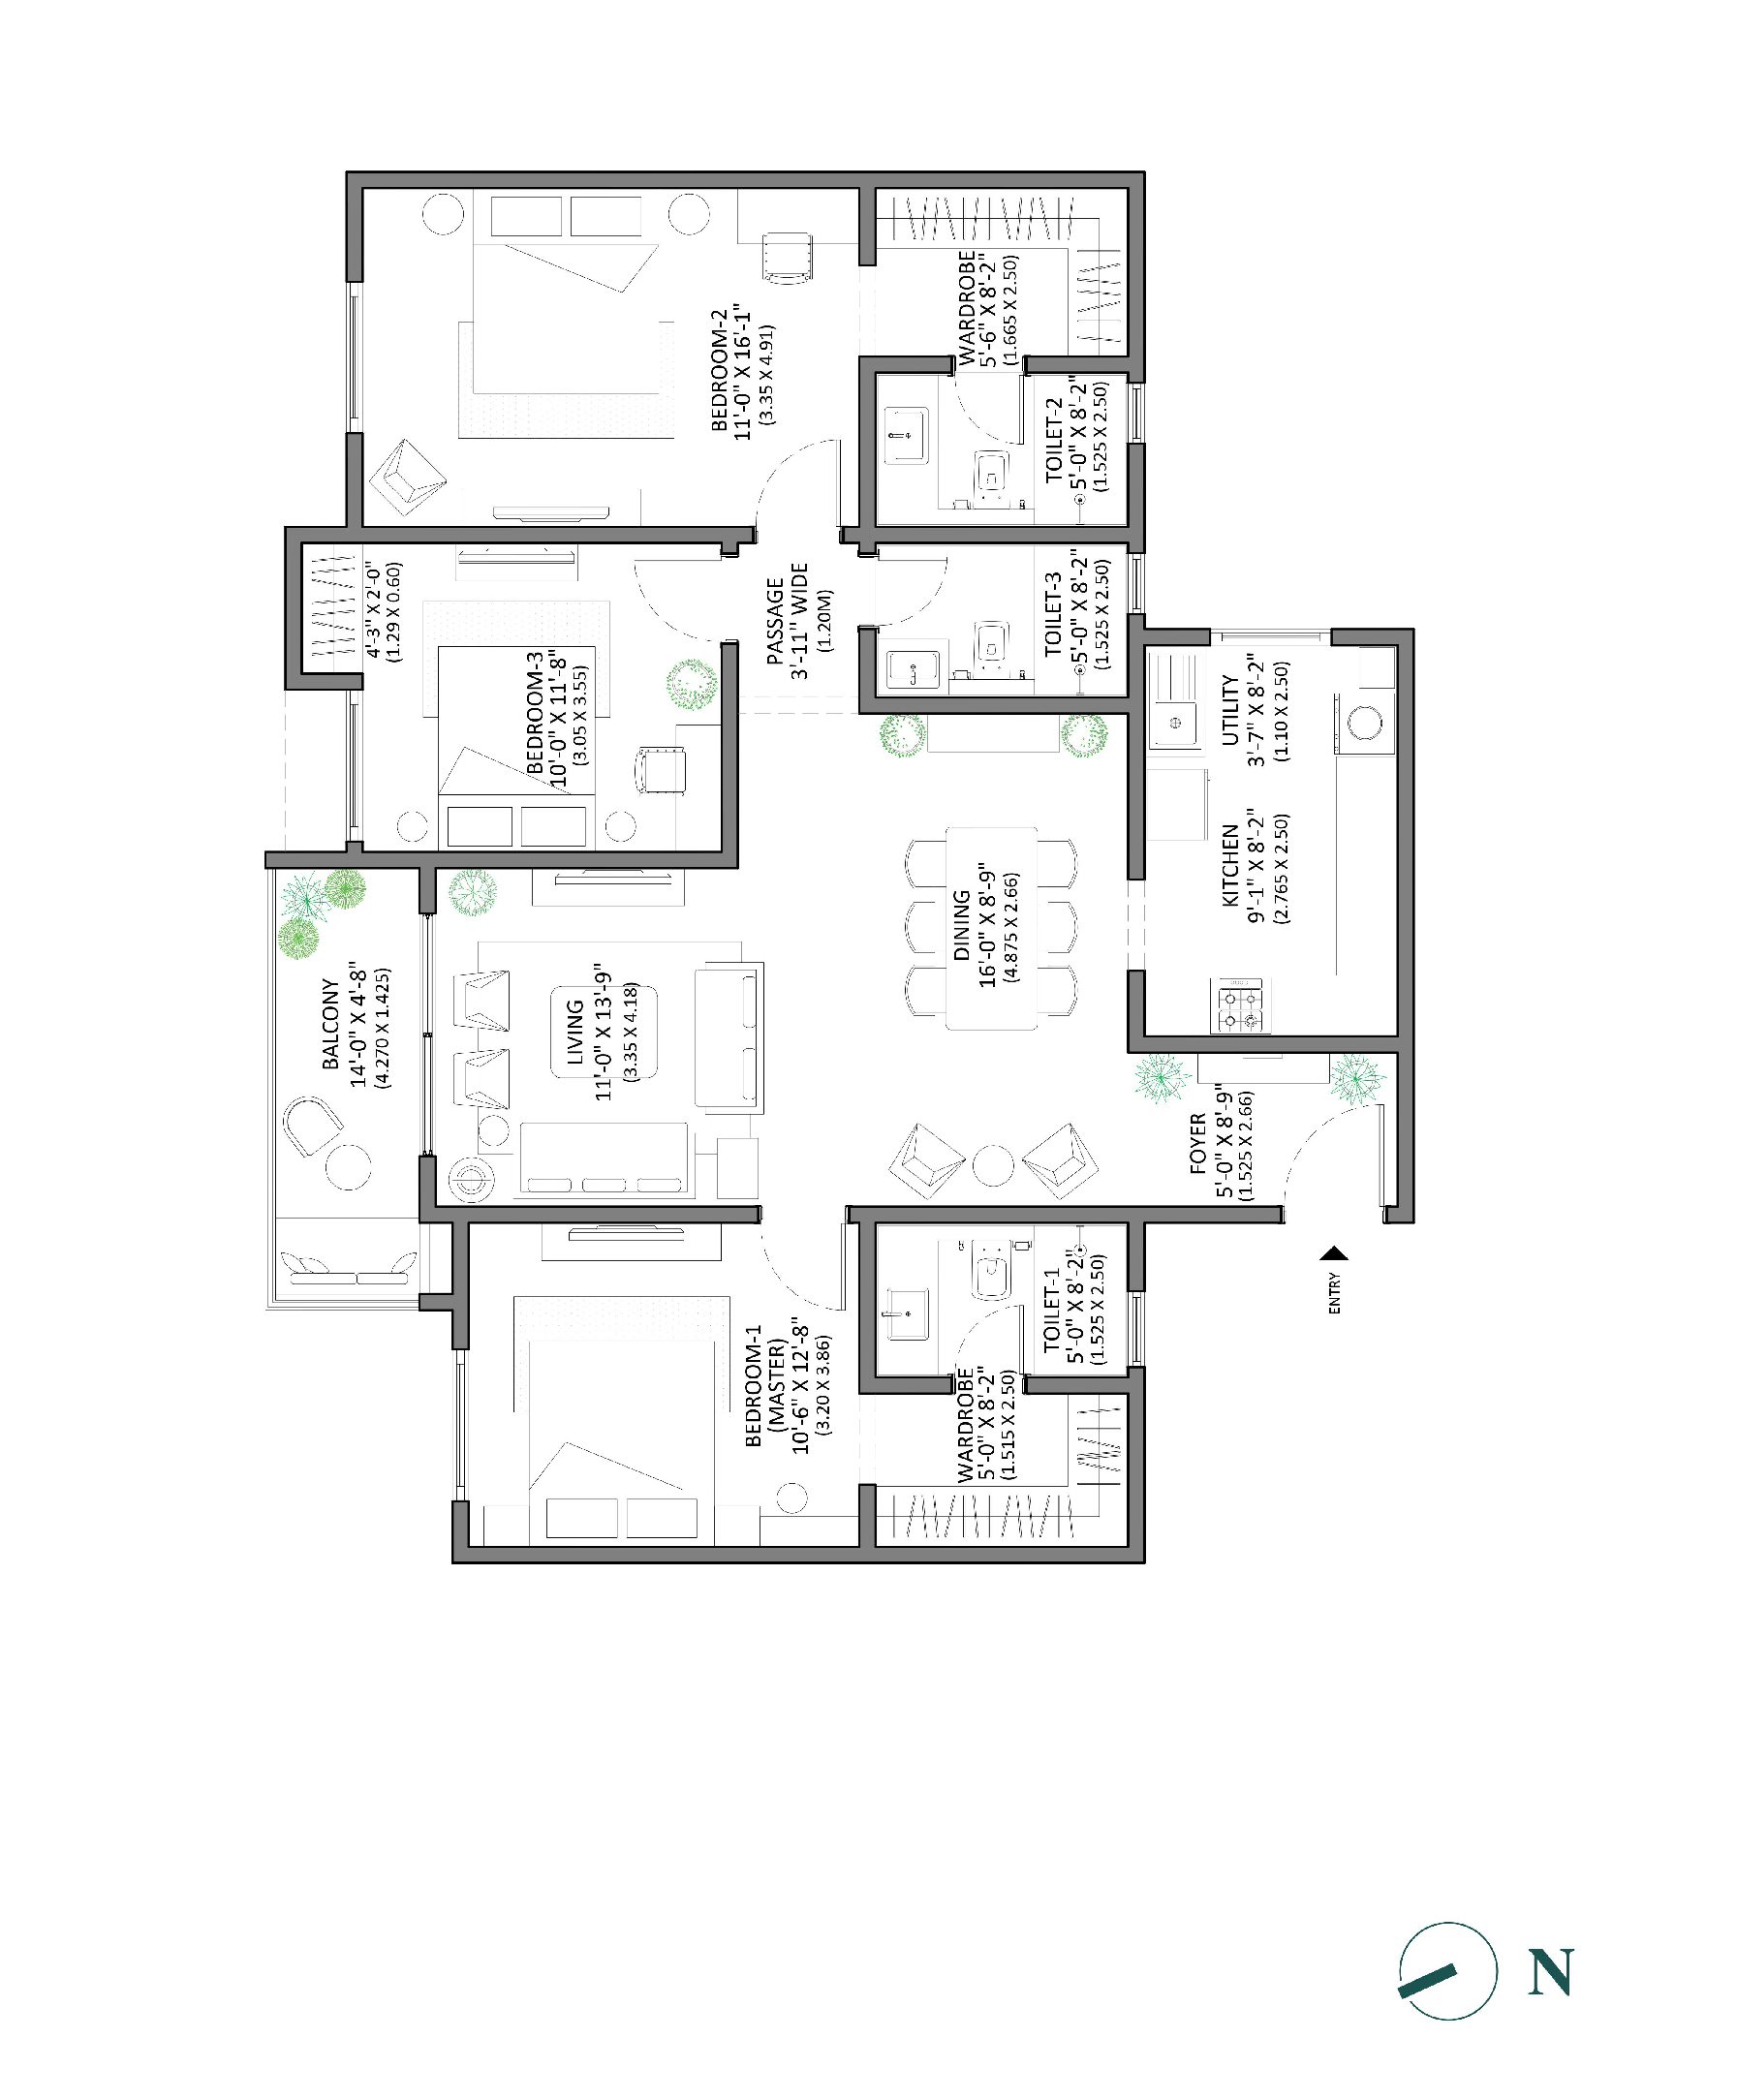 BEDROOM-2
11'-0" X 16'-1"
(3.35 X 4.91)
WARDROBE
5'-6" X 8'-2"
(1.665 X 2.50)
TOILET-2
5'-0" X 8'-2"
(1.525 X 2.50)
4'-3" X 2'-0"
(1.29 X 0.60)
BEDROOM-3
10'-0" X 11'-8"
(3.05 X 3.55)
PASSAGE
3'-11" WIDE
(1.20M)
TOILET-3
5'-0" X 8'-2"
(1.525 X 2.50)
UTILITY
3'-7" X 8'-2"
(1.10 X 2.50)
KITCHEN
9'-1" X 8'-2"
(2.765 X 2.50)
BALCONY
14'-0" X 4'-8"
(4.270 X 1.425)
LIVING
11'-0" X 13'-9"
(3.35 X 4.18)
DINING
16'-0" X 8'-9"
(4.875 X 2.66)
FOYER
5'-0" X 8'-9"
(1.525 X 2.66)
ENTRY
BEDROOM-1
(MASTER)
10'-6" X 12'-8"
(3.20 X 3.86)
TOILET-1
5'-0" X 8'-2"
(1.525 X 2.50)
WARDROBE
5'-0" X 8'-2"
(1.515 X 2.50)
N